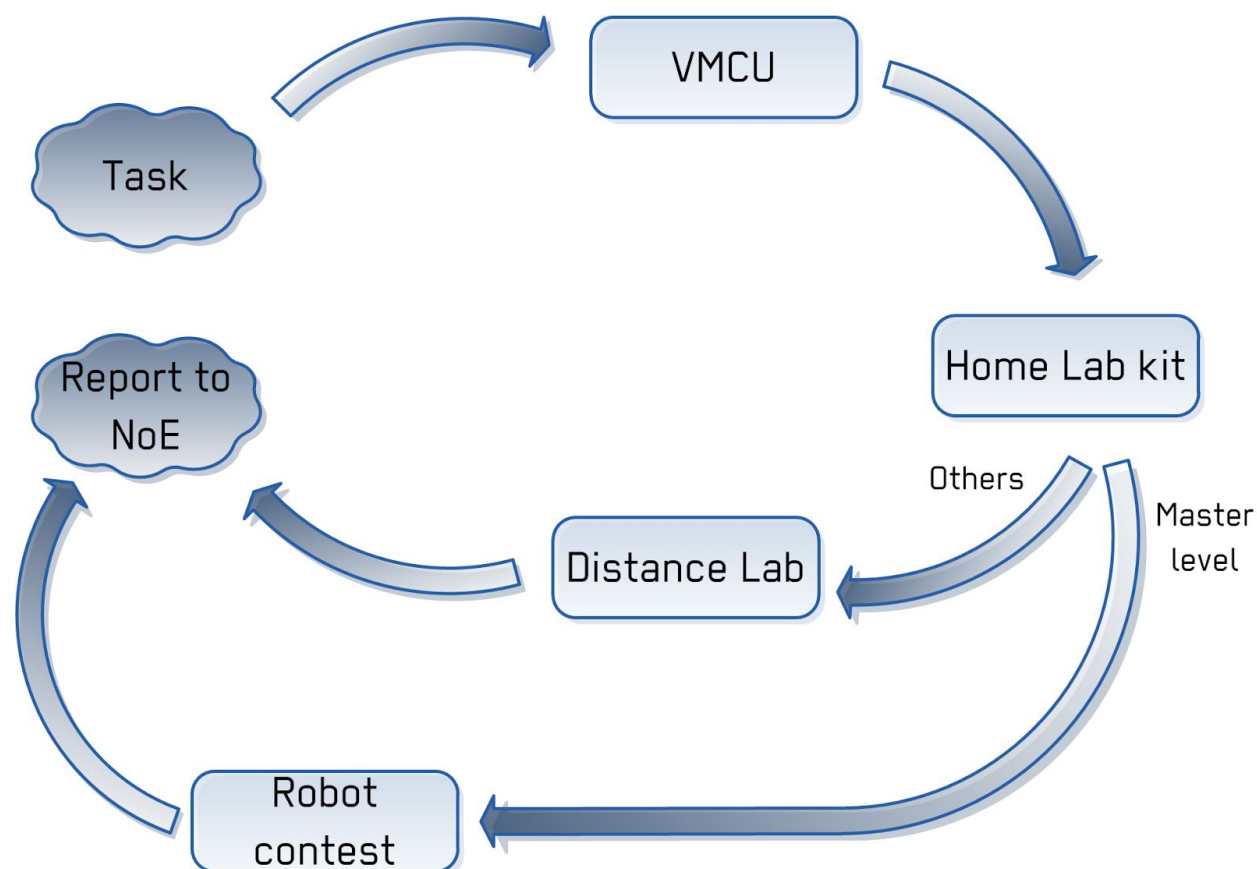 VMCU
Task
Home Lab kit
Report to
NoE
Others
Master
level
Distance Lab
Robot
contest